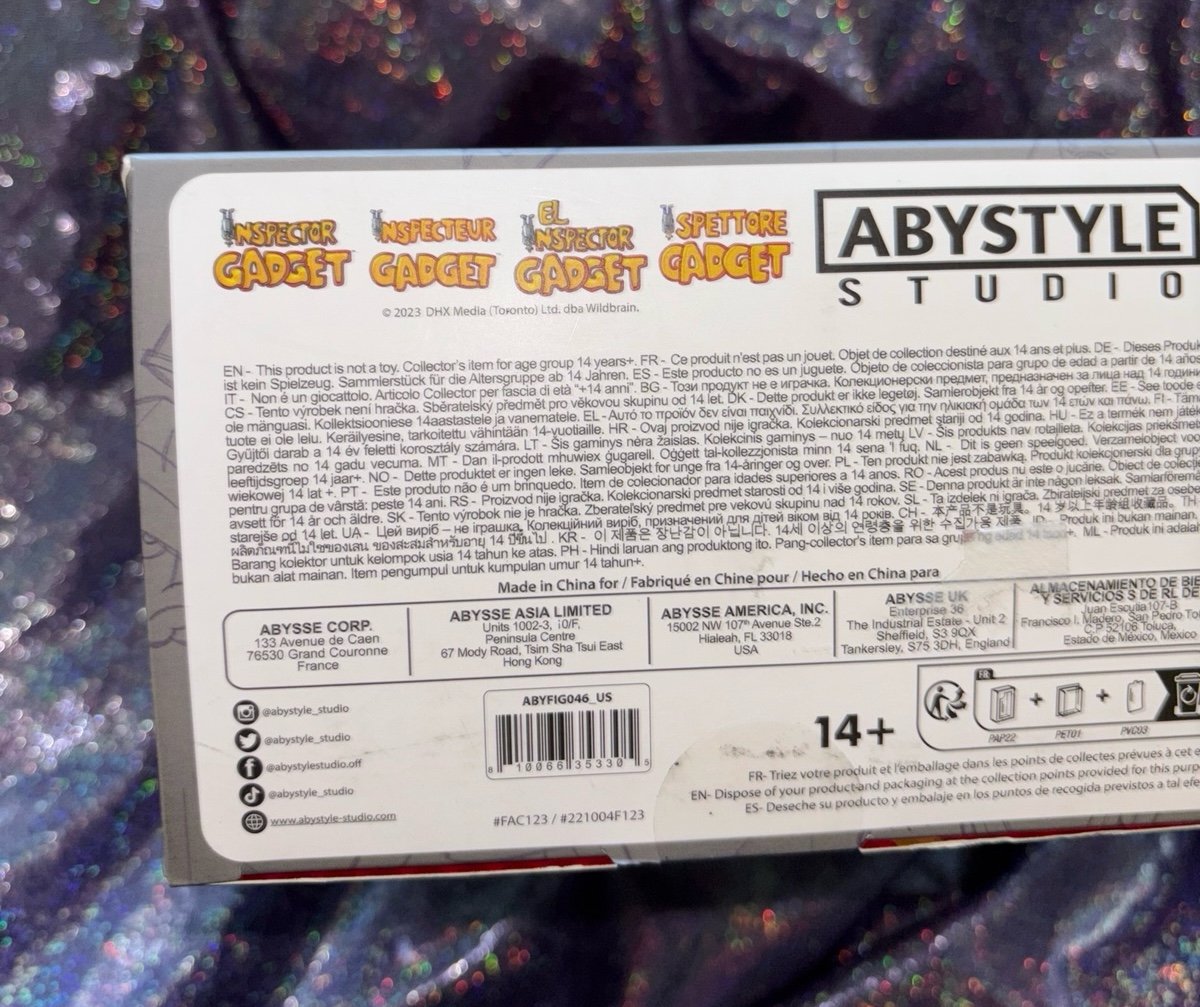 INSPECTOR GADGET
INSPECTEUR GADGET
EL INSPECTOR GADGET
ISPETTORE GADGET
ABYSTYLE
STUDIO
© 2023 DHX Media (Toronto) Ltd. dba Wildbrain.
EN - This product is not a toy. Collector's item for age group 14 years+. FR - Ce produit n'est pas un jouet. Objet de collection destiné aux 14 ans et plus. DE - Dieses Produk
ist kein Spielzeug. Sammlerstück für die Altersgruppe ab 14 Jahren. ES - Este producto no es un juguete. Objeto de coleccionista para grupo de edad a partir de 14 años
IT - Non é un giocattolo. Articolo Collector per fascia di età "+14 anni". BG - Този продукт не е играчка. Колекционерски предмет, предназначен за лица над 14 години
CS - Tento výrobek není hračka. Sběratelský předmět pro věkovou skupinu od 14 let. DK - Dette produkt er ikke legetøj. Samlerobjekt fra 14 år og opefter. EE - See toode
ole mänguasi. Kollektsiooniese 14aastastele ja vanematele. EL - Αυτό το προϊόν δεν είναι παιχνίδι. Συλλεκτικό είδος για την ηλικιακή ομάδα των 14 ετών και πάνω. FI - Täm
tuote ei ole lelu. Keräilyesine, tarkoitettu vähintään 14-vuotiaille. HR - Ovaj proizvod nije igračka. Kolekcionarski predmet stariji od 14 godina. HU - Ez a termék nem játé
Gyűjtői darab a 14 év feletti korosztály számára. LT - Šis gaminys nėra žaislas. Kolekcinis gaminys – nuo 14 metų LV - Šis produkts nav rotaļlieta. Kolekcijas priekšmet
paredzēts no 14 gadu vecuma. MT - Dan il-prodott mhuwiex ġugarell. Oġġett tal-kollezzjonista minn 14 sena 'l fuq. NL - Dit is geen speelgoed. Verzamelobject voo
leeftijdsgroep 14 jaar+. NO - Dette produktet er ingen leke. Samleobjekt for unge fra 14-åringer og over. PL - Ten produkt nie jest zabawką. Produkt kolekcjonerski dla grup
wiekowej 14 lat +. PT - Este produto não é um brinquedo. Item de colecionador para idades superiores a 14 anos. RO - Acest produs nu este o jucărie. Obiect de colecți
pentru grupa de vârstă: peste 14 ani. RS - Proizvod nije igračka. Kolekcionarski predmet starosti od 14 i više godina. SE - Denna produkt är inte någon leksak. Samlarförem
avsett för 14 år och äldre. SK - Tento výrobok nie je hračka. Zberateľský predmet pre vekovú skupinu nad 14 rokov. SL - Ta izdelek ni igrača. Zbirateljski predmet za osebe
starejše od 14 let. UA - Цей виріб – не іграшка. Колекційний виріб, призначений для дітей віком від 14 років. CH - 本产品不是玩具。14 岁以上年龄组收藏品。
ผลิตภัณฑ์นี้ไม่ใช่ของเล่น ของสะสมสำหรับอายุ 14 ปีขึ้นไป. KR - 이 제품은 장난감이 아닙니다. 14세 이상의 연령층을 위한 수집가용 제품. ID - Produk ini bukan mainan.
Barang kolektor untuk kelompok usia 14 tahun ke atas. PH - Hindi laruan ang produktong ito. Pang-collector's item para sa grupong edad 14 taon+. ML - Produk ini adala
bukan alat mainan. Item pengumpul untuk kumpulan umur 14 tahun+.
Made in China for / Fabriqué en Chine pour / Hecho en China para
ABYSSE CORP.
133 Avenue de Caen
76530 Grand Couronne
France
ABYSSE ASIA LIMITED
Units 1002-3, 10/F,
Peninsula Centre
67 Mody Road, Tsim Sha Tsui East
Hong Kong
ABYSSE AMERICA, INC.
15002 NW 107th Avenue Ste.2
Hialeah, FL 33018
USA
ABYSSE UK
Enterprise 36
The Industrial Estate - Unit 2
Sheffield, S3 9QX
Tankersley, S75 3DH, England
ALMACENAMIENTO DE BIE
Y SERVICIOS S DE RL DE
Juan Escutia 107-B
Francisco I. Madero, San Pedro Tot
C.P 52106 Toluca,
Estado de México, México
@abystyle_studio
@abystyle_studio
@abystylestudio.off
@abystyle_studio
www.abystyle-studio.com
ABYFIG046_US
8 10066 35330 5
#FAC123 / #221004F123
14+
FR
PAP22
PET01
PVC03
FR- Triez votre produit et l'emballage dans les points de collectes prévues à cet e
EN- Dispose of your product and packaging at the collection points provided for this purp
ES- Deseche su producto y embalaje en los puntos de recogida previstos a tal efe